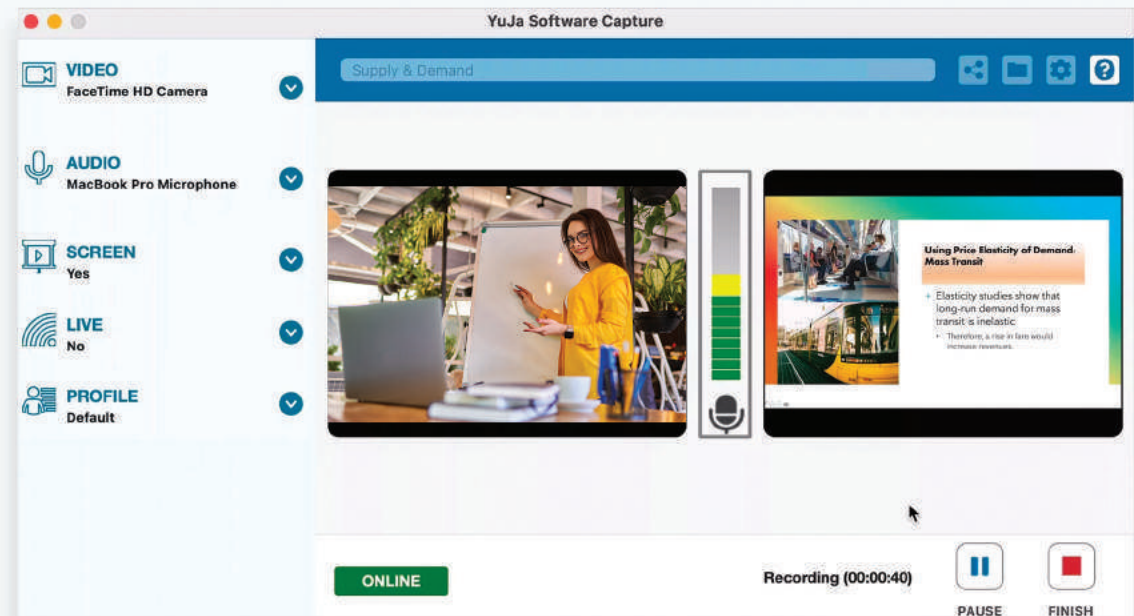 YuJa Software Capture
VIDEO
FaceTime HD Camera
AUDIO
MacBook Pro Microphone
SCREEN
Yes
LIVE
No
PROFILE
Default
Supply & Demand
Using Price Elasticity of Demand:
Mass Transit
Elasticity studies show that
long-run demand for mass
transit is inelastic
Therefore, a rise in fare would
increase revenues.
ONLINE
Recording (00:00:40)
PAUSE
FINISH